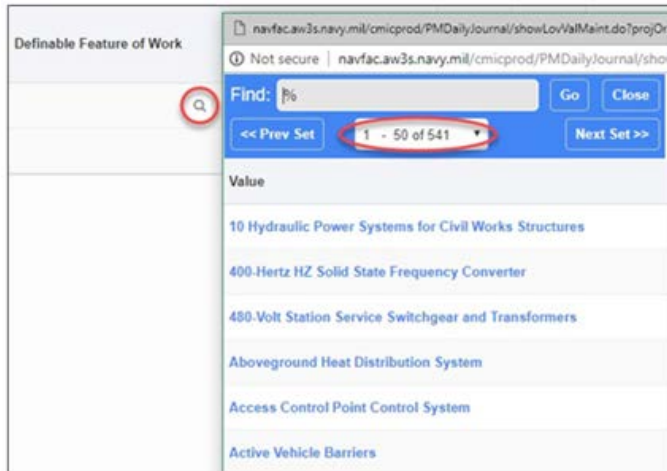 Definable Feature of Work
navfac.aw3s.navy.mil/cmicprod/PMDailyJournal/showLovValMaint.do?projOr
Not secure | navfac.aw3s.navy.mil/cmicprod/PMDailyJournal/sho
Find: % Go Close
<< Prev Set 1 - 50 of 541 Next Set >>
Value
10 Hydraulic Power Systems for Civil Works Structures
400-Hertz HZ Solid State Frequency Converter
480-Volt Station Service Switchgear and Transformers
Aboveground Heat Distribution System
Access Control Point Control System
Active Vehicle Barriers